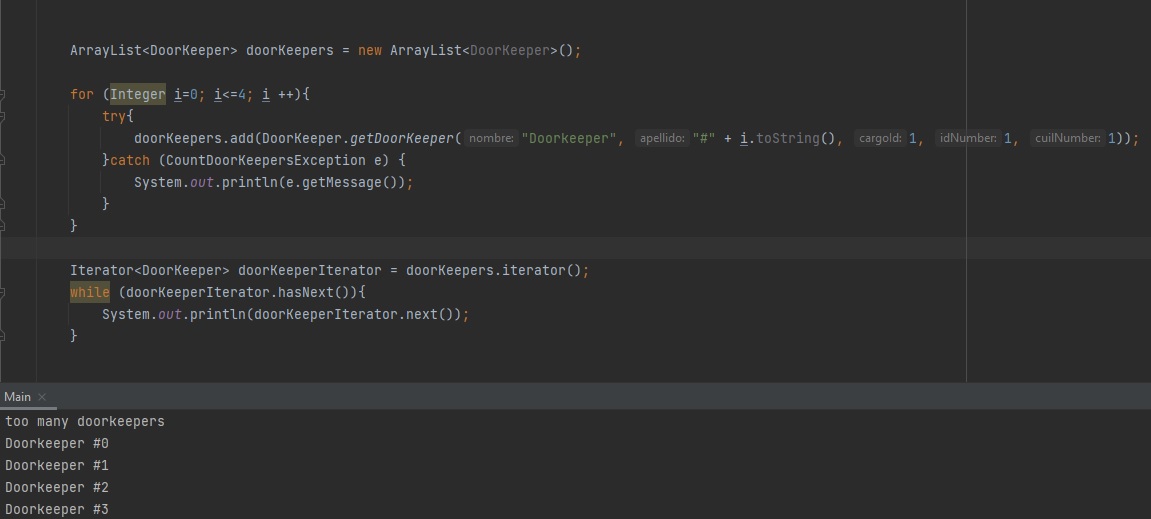 ArrayList<DoorKeeper> doorKeepers = new ArrayList<DoorKeeper>();
for (Integer i=0; i<=4; i ++){
try{
doorKeepers.add(DoorKeeper.getDoorKeeper( nombre: "Doorkeeper", apellido: "#" + i.toString(), cargoId: 1, idNumber: 1, cuilNumber: 1));
}catch (CountDoorKeepersException e) {
System.out.println(e.getMessage());
}
}
Iterator<DoorKeeper> doorKeeperIterator = doorKeepers.iterator();
while (doorKeeperIterator.hasNext()){
System.out.println(doorKeeperIterator.next());
}
Main ×
too many doorkeepers
Doorkeeper #0
Doorkeeper #1
Doorkeeper #2
Doorkeeper #3